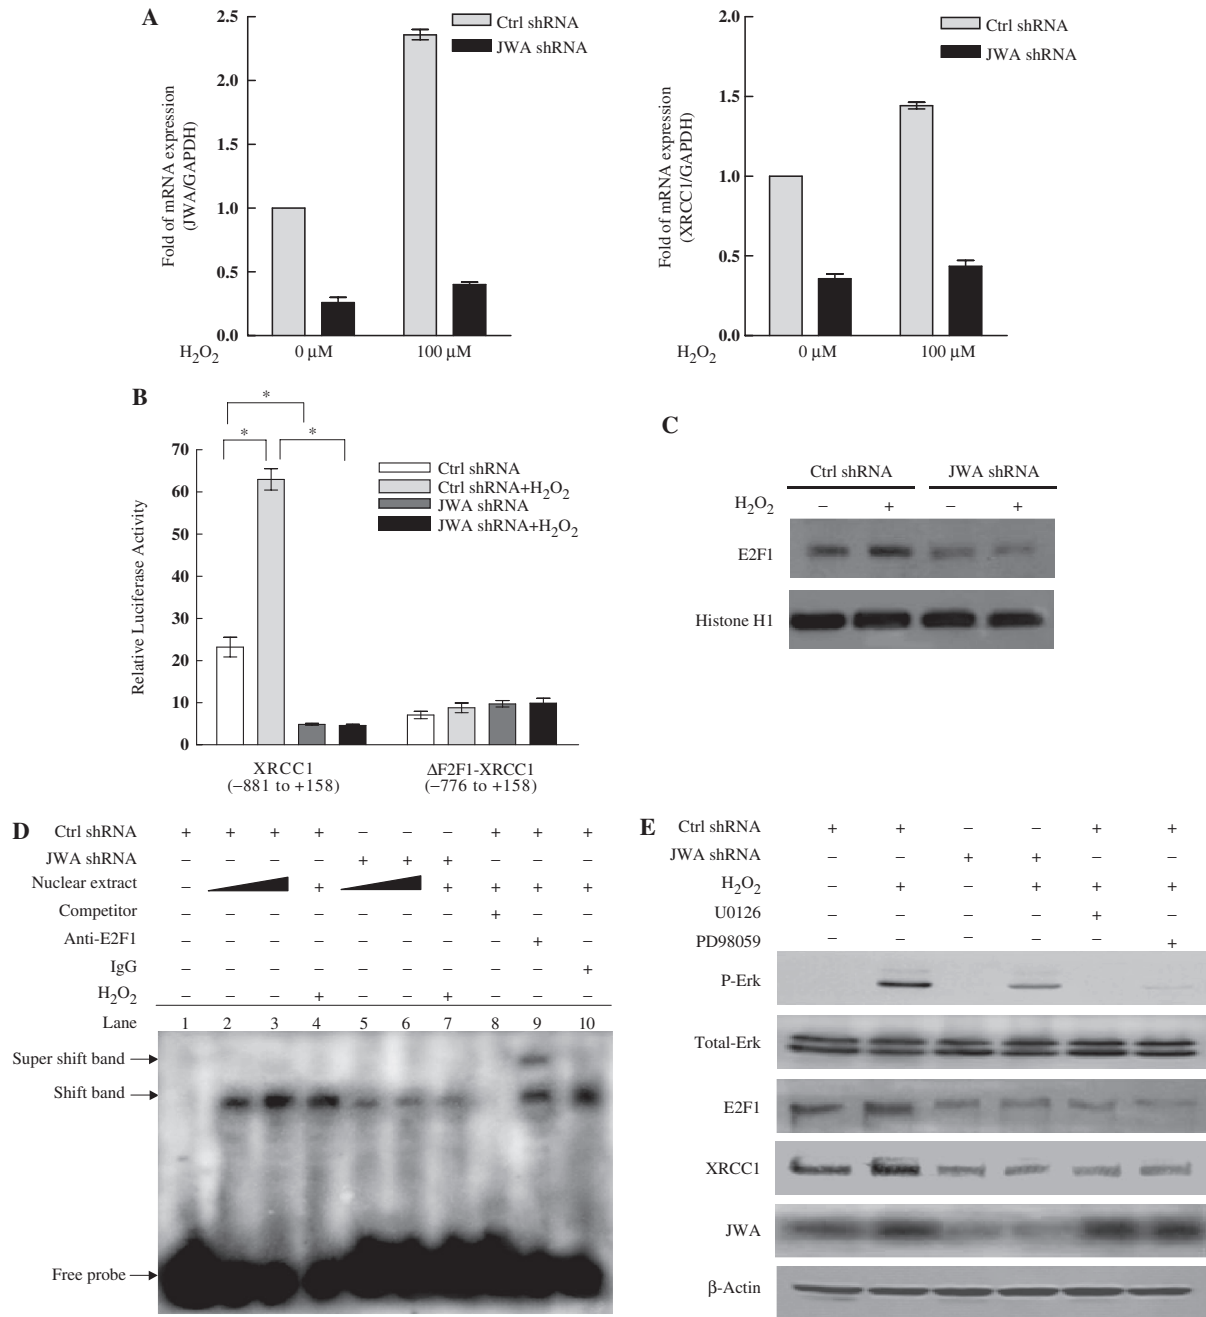 A
Fold of mRNA expression
(JWA/GAPDH)
2.5
2.0
1.5
1.0
0.5
0.0
Ctrl shRNA
JWA shRNA
H2O2 0 µM 100 µM
Fold of mRNA expression
(XRCC1/GAPDH)
2.0
1.5
1.0
0.5
0.0
Ctrl shRNA
JWA shRNA
H2O2 0 µM 100 µM
B
Relative Luciferase Activity
70
60
50
40
30
20
10
0
*
* *
Ctrl shRNA
Ctrl shRNA+H2O2
JWA shRNA
JWA shRNA+H2O2
XRCC1 ΔF2F1-XRCC1
(−881 to +158) (−776 to +158)
C
Ctrl shRNA JWA shRNA
H2O2 − + − +
E2F1
Histone H1
D
Ctrl shRNA + + + + − − − + + +
JWA shRNA − − − − + + + − − −
Nuclear extract − + + + + +
Competitor − − − − − − − + − −
Anti-E2F1 − − − − − − − − + −
IgG − − − − − − − − − +
H2O2 − − − + − − + − − −
Lane 1 2 3 4 5 6 7 8 9 10
Super shift band
Shift band
Free probe
E
Ctrl shRNA + + − − + +
JWA shRNA − − + + − −
H2O2 − + − + + +
U0126 − − − − + −
PD98059 − − − − − +
P-Erk
Total-Erk
E2F1
XRCC1
JWA
β-Actin